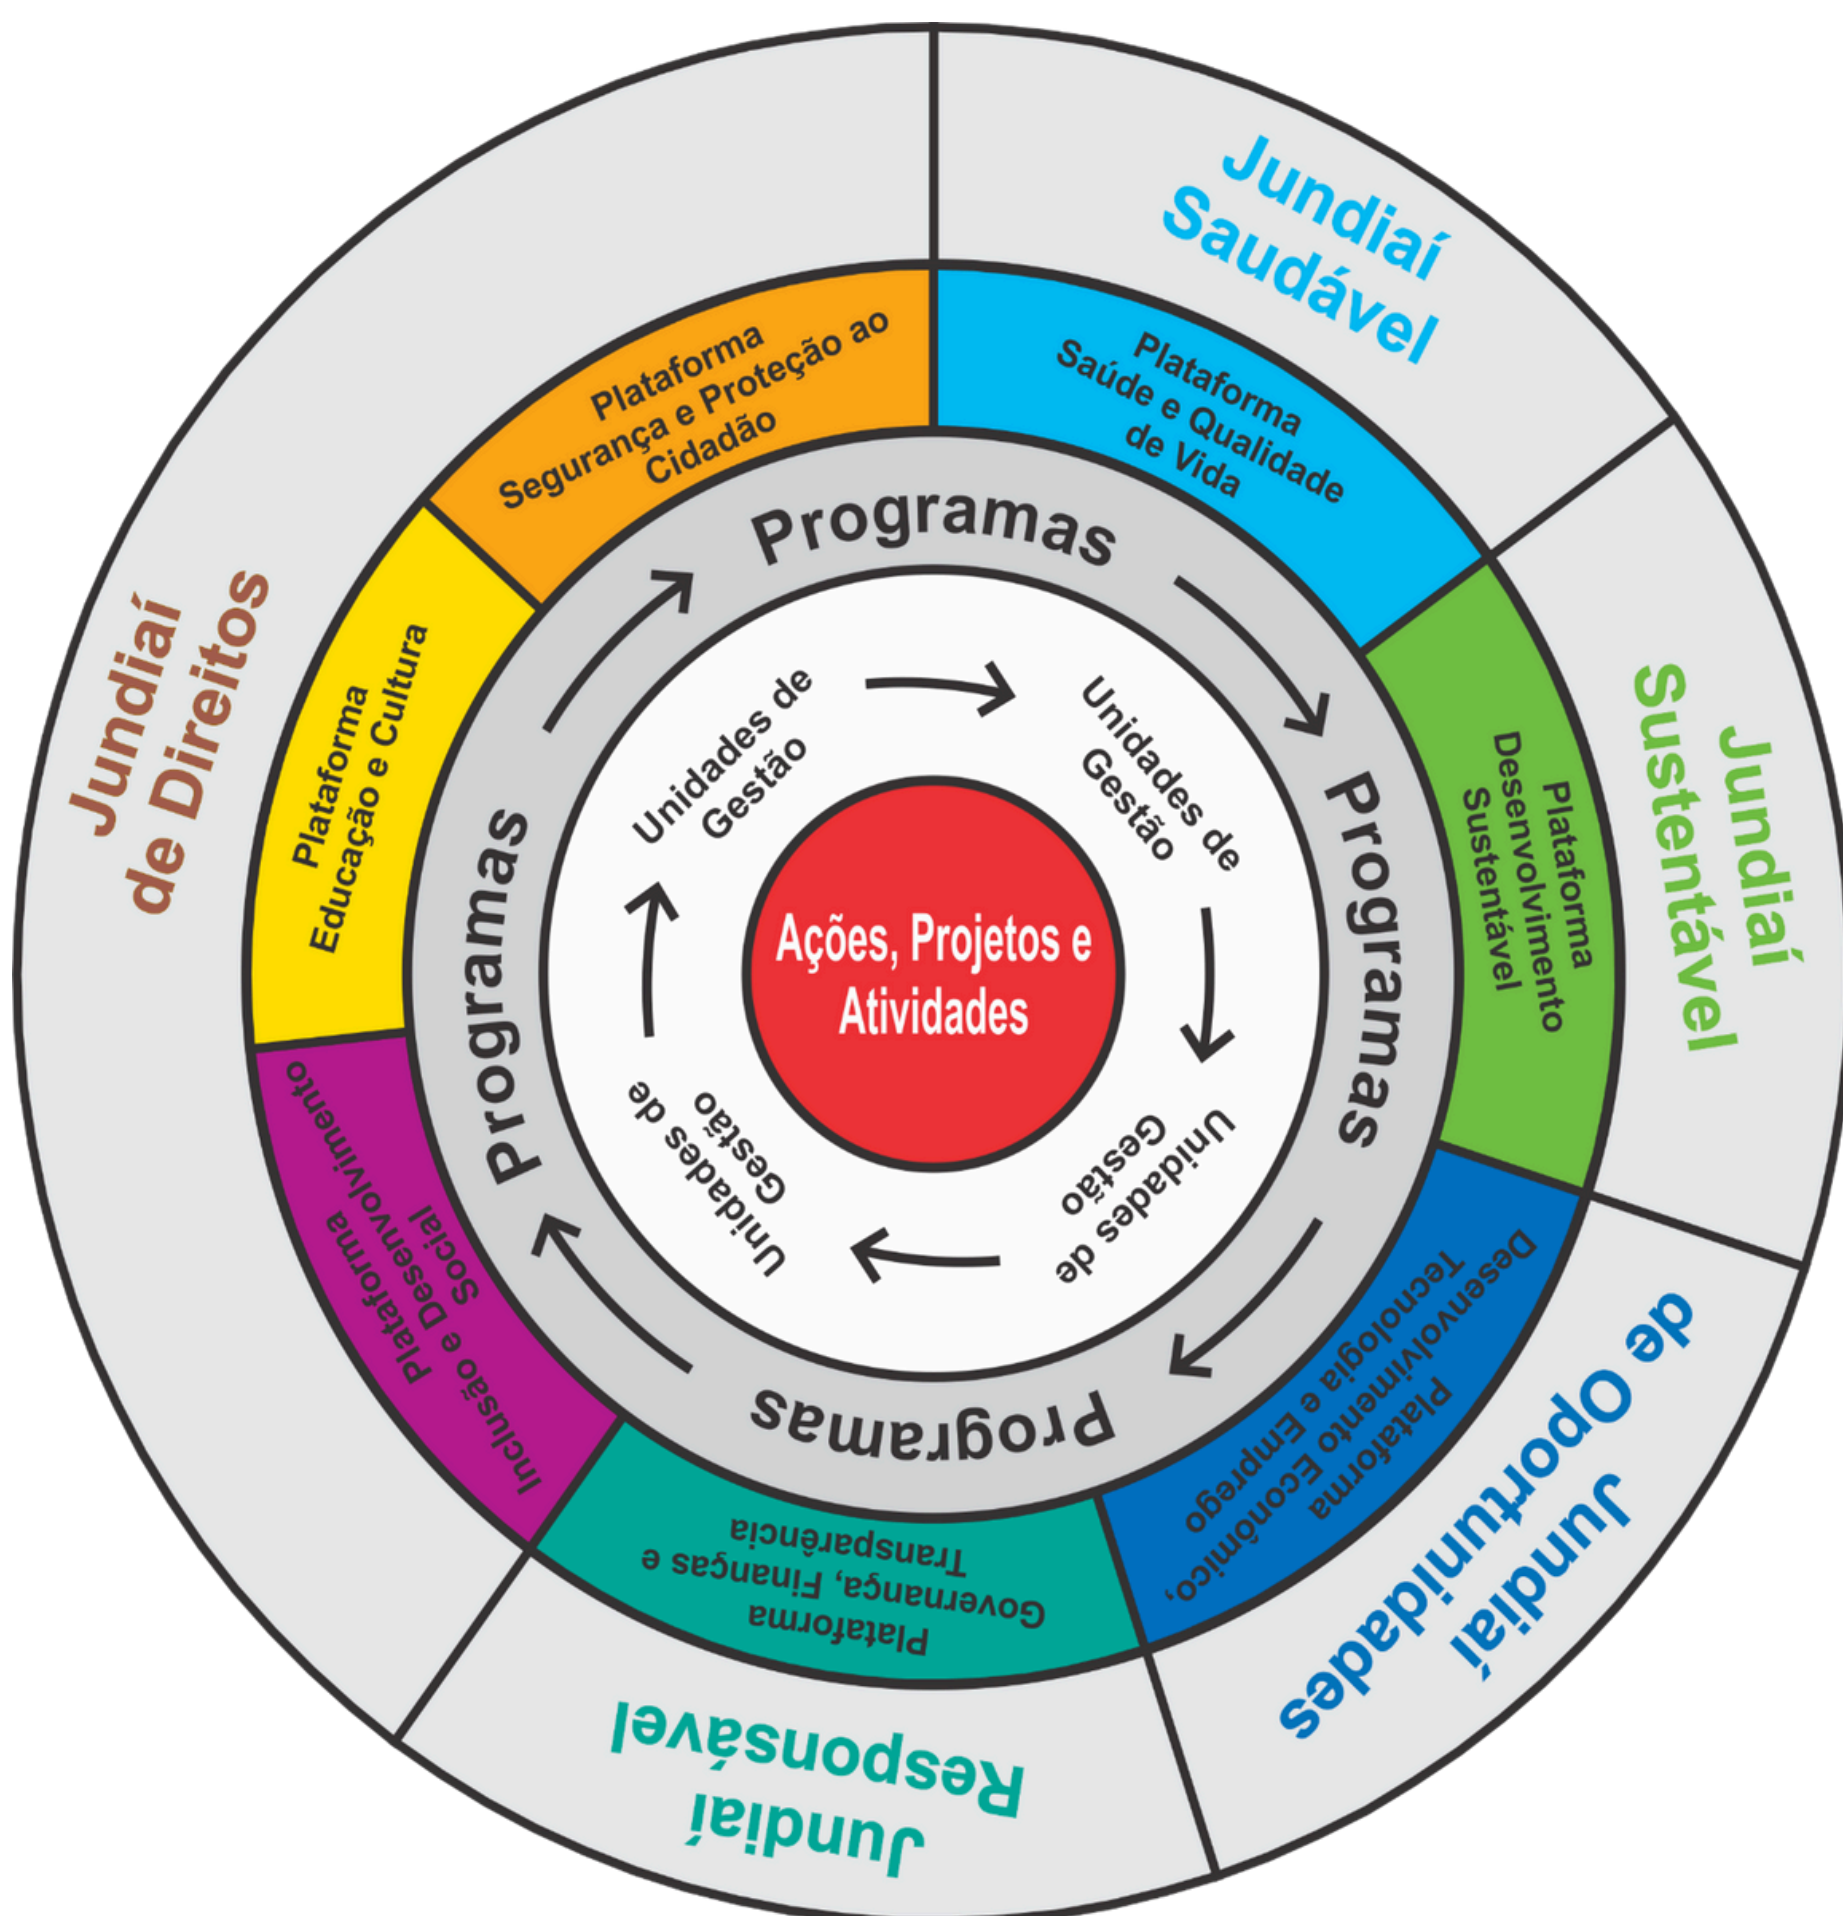 Jundiaí
Saudável
Jundiaí
Sustentável
Jundiaí
de Oportunidades
Jundiaí
Responsável
Jundiaí
de Direitos
Plataforma
Saúde e Qualidade
de Vida
Plataforma
Desenvolvimento
Sustentável
Plataforma
Desenvolvimento Econômico,
Tecnologia e Emprego
Plataforma
Governança, Finanças e
Transparência
Plataforma
Inclusão e Desenvolvimento
Social
Plataforma
Educação e Cultura
Plataforma
Segurança e Proteção ao
Cidadão
Programas
Programas
Programas
Programas
Unidades de
Gestão
Unidades de
Gestão
Unidades de
Gestão
Unidades de
Gestão
Ações, Projetos e
Atividades